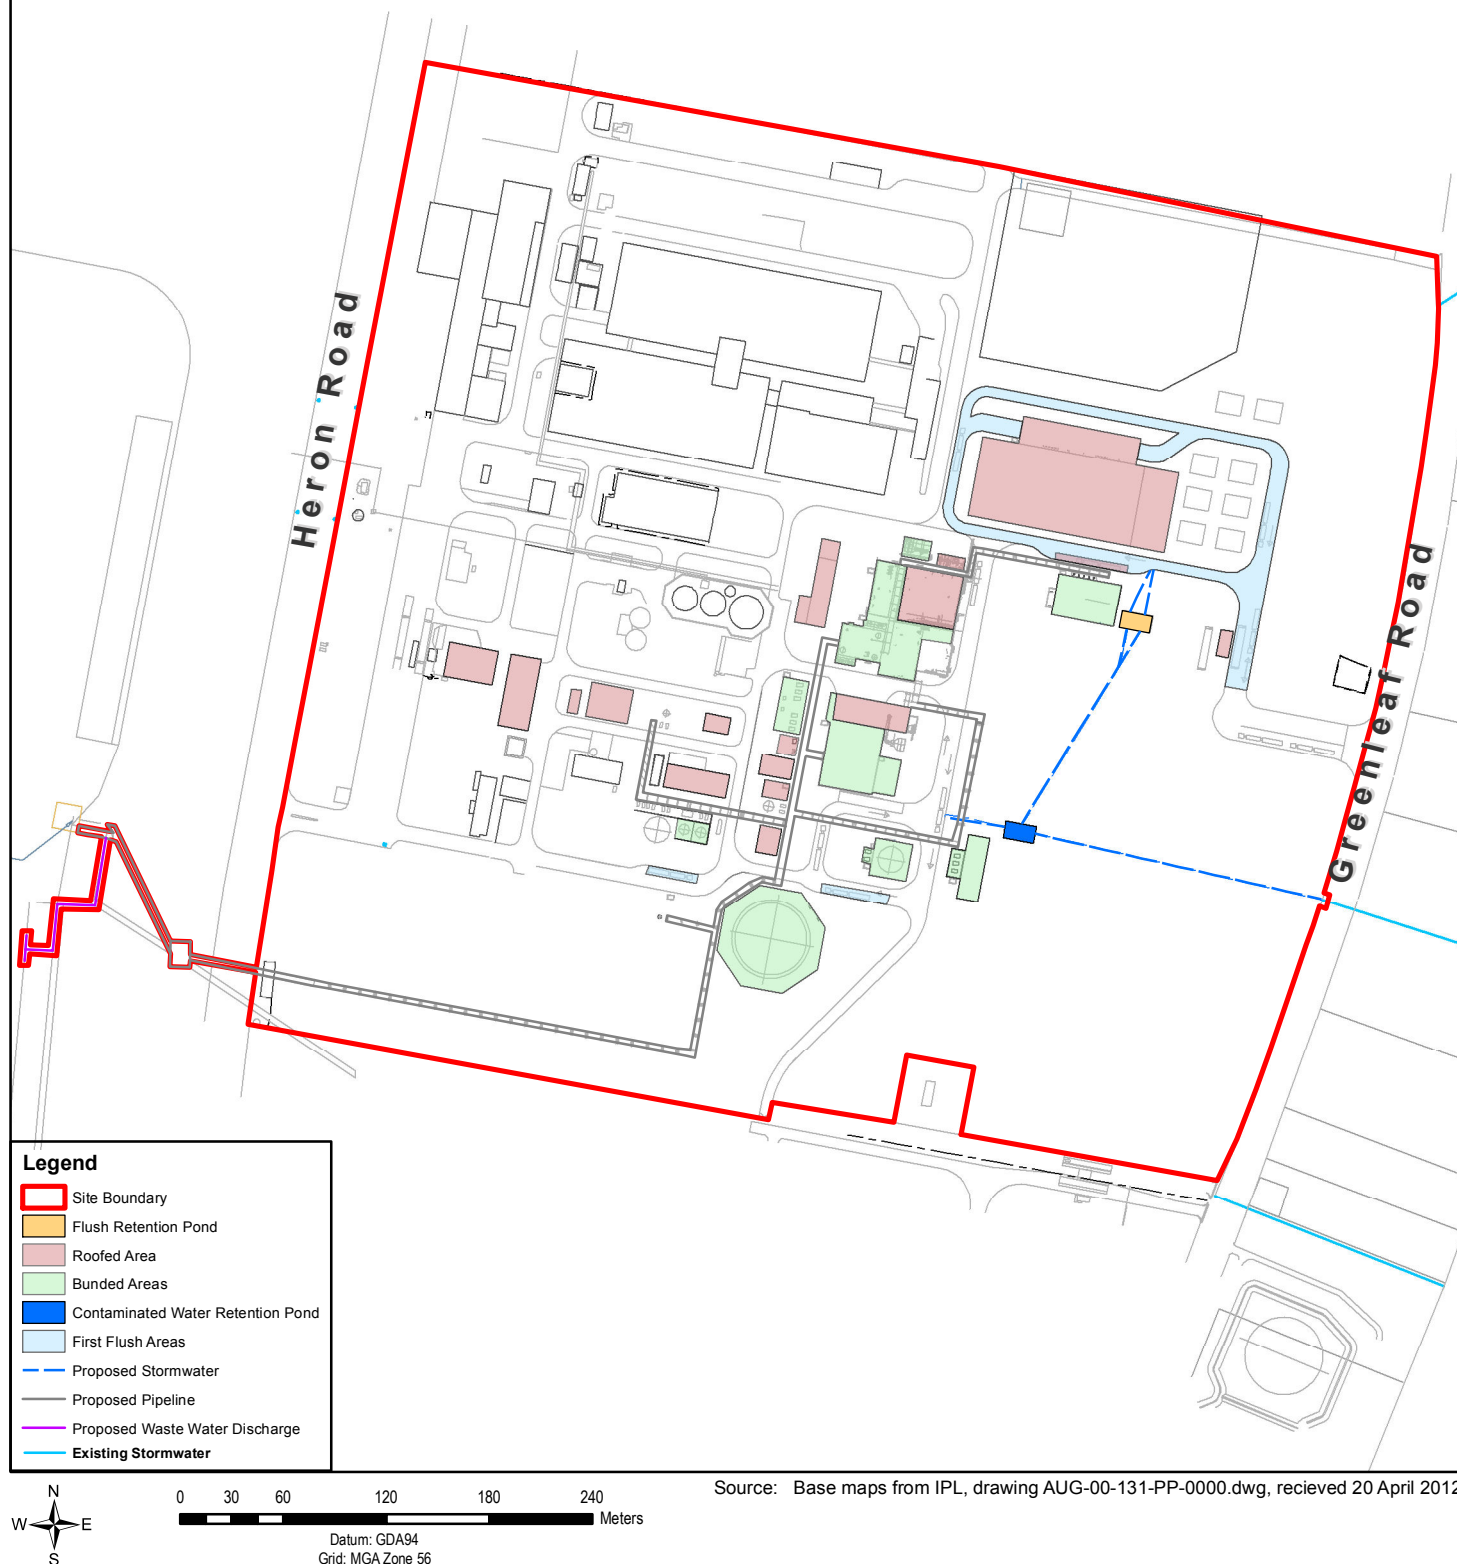 Heron Road
Greenleaf Road
Legend
Site Boundary
Flush Retention Pond
Roofed Area
Bunded Areas
Contaminated Water Retention Pond
First Flush Areas
Proposed Stormwater
Proposed Pipeline
Proposed Waste Water Discharge
Existing Stormwater
N
W E
S
0 30 60 120 180 240
Meters
Datum: GDA94
Grid: MGA Zone 56
Source: Base maps from IPL, drawing AUG-00-131-PP-0000.dwg, recieved 20 April 2012